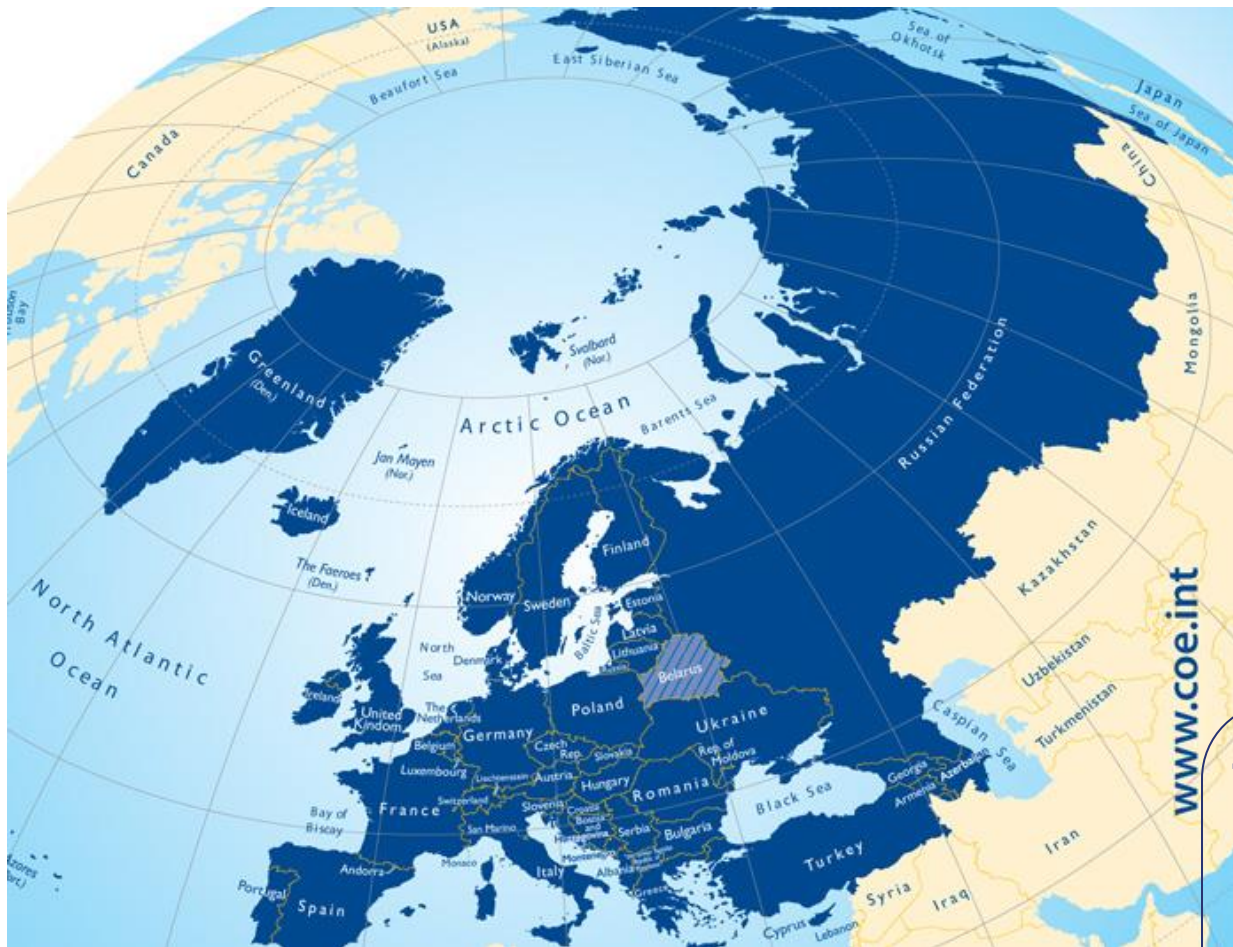 USA
(Alaska)
Beaufort Sea
East Siberian Sea
Sea of
Okhotsk
Japan
Sea of Japan
Canada
China
Mongolia
Bay
Greenland
(Den.)
Svalbard
(Nor.)
Arctic Ocean
Barents Sea
Russian Federation
Jan Mayen
(Nor.)
Iceland
The Faeroes
(Den.)
Finland
Norway
Sweden
Baltic Sea
Estonia
Latvia
Lithuania
Belarus
North Atlantic
Ocean
North
Sea
Denmark
Ireland
United
Kingdom
The
Netherlands
Poland
Germany
Ukraine
Belgium
Luxembourg
Czech
Rep.
Slovakia
Rep. of
Moldova
Liechtenstein
Austria
Hungary
Switzerland
France
Slovenia
Croatia
Romania
Bay of
Biscay
San Marino
Bosnia
and
Herzegovina
Serbia
Bulgaria
Black Sea
Georgia
Armenia
Azerbaijan
Caspian Sea
Kazakhstan
Uzbekistan
Turkmenistan
www.coe.int
Monaco
Montenegro
Andorra
Italy
Albania
Greece
Turkey
Portugal
Spain
Cyprus
Lebanon
Syria
Iraq
Iran